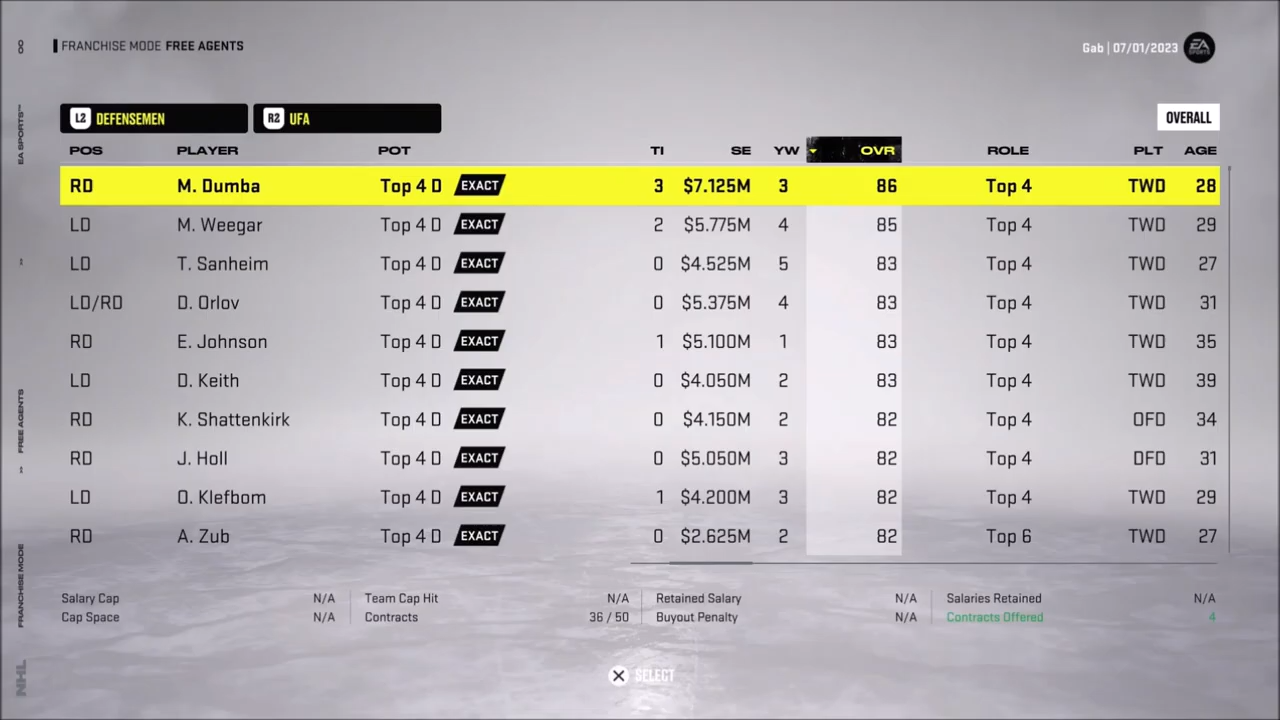 FRANCHISE MODE FREE AGENTS
Gab | 07/01/2023
EA SPORTS
L2 DEFENSEMEN R2 UFA
OVERALL
POS PLAYER POT TI SE YW OVR ROLE PLT AGE
RD M. Dumba Top 4 D EXACT 3 $7.125M 3 86 Top 4 TWD 28
LD M. Weegar Top 4 D EXACT 2 $5.775M 4 85 Top 4 TWD 29
LD T. Sanheim Top 4 D EXACT 0 $4.525M 5 83 Top 4 TWD 27
LD/RD D. Orlov Top 4 D EXACT 0 $5.375M 4 83 Top 4 TWD 31
RD E. Johnson Top 4 D EXACT 1 $5.100M 1 83 Top 4 TWD 35
LD D. Keith Top 4 D EXACT 0 $4.050M 2 83 Top 4 TWD 39
RD K. Shattenkirk Top 4 D EXACT 0 $4.150M 2 82 Top 4 OFD 34
RD J. Holl Top 4 D EXACT 0 $5.050M 3 82 Top 4 DFD 31
LD O. Klefbom Top 4 D EXACT 1 $4.200M 3 82 Top 4 TWD 29
RD A. Zub Top 4 D EXACT 0 $2.625M 2 82 Top 6 TWD 27
Salary Cap N/A Team Cap Hit N/A Retained Salary N/A Salaries Retained N/A
Cap Space N/A Contracts 36 / 50 Buyout Penalty N/A Contracts Offered 4
SELECT
EA SPORTS™
FREE AGENTS
FRANCHISE MODE
NHL